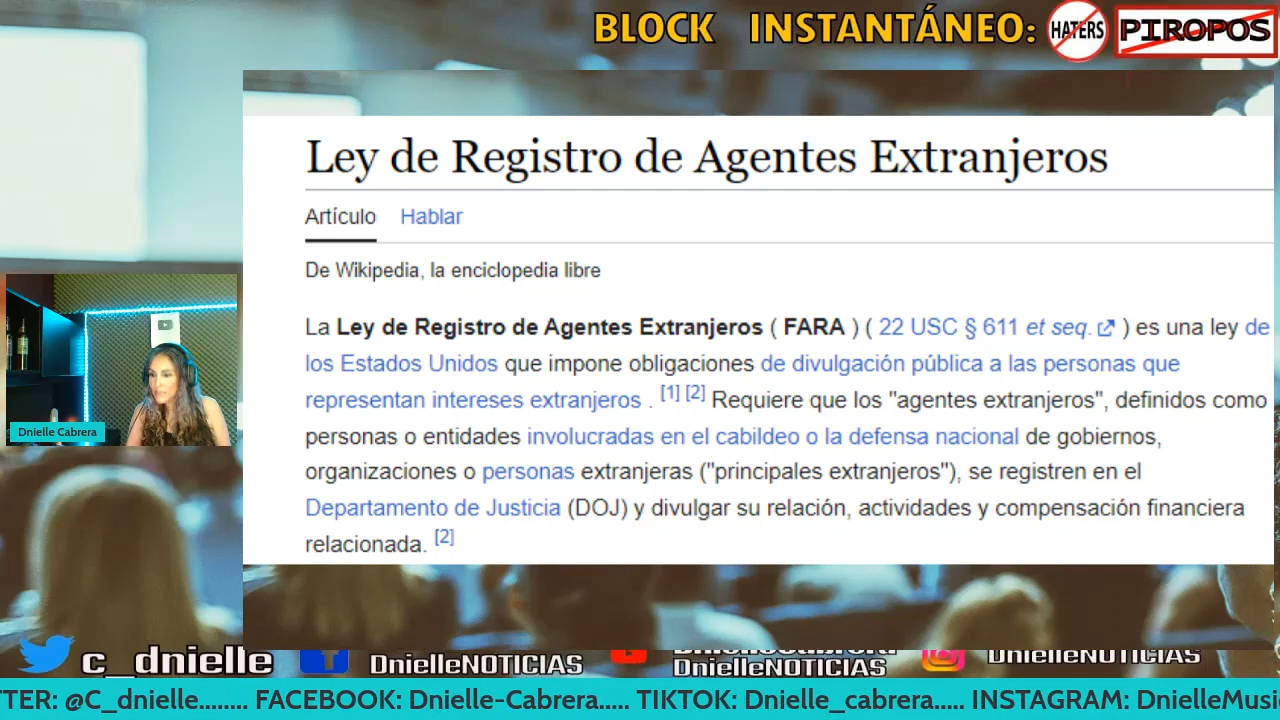 BLOCK INSTANTÁNEO: HATERS PIROPOS
Ley de Registro de Agentes Extranjeros
Artículo Hablar
De Wikipedia, la enciclopedia libre
La Ley de Registro de Agentes Extranjeros ( FARA ) ( 22 USC § 611 et seq. ) es una ley de
los Estados Unidos que impone obligaciones de divulgación pública a las personas que
representan intereses extranjeros . [1] [2] Requiere que los "agentes extranjeros", definidos como
personas o entidades involucradas en el cabildeo o la defensa nacional de gobiernos,
organizaciones o personas extranjeras ("principales extranjeros"), se registren en el
Departamento de Justicia (DOJ) y divulgar su relación, actividades y compensación financiera
relacionada. [2]
Dnielle Cabrera
c_dnielle
DnielleNOTICIAS
DnielleCabrera
DnielleNOTICIAS
DnielleNOTICIAS
TTER: @C_dnielle........ FACEBOOK: Dnielle-Cabrera..... TIKTOK: Dnielle_cabrera..... INSTAGRAM: DnielleMusi